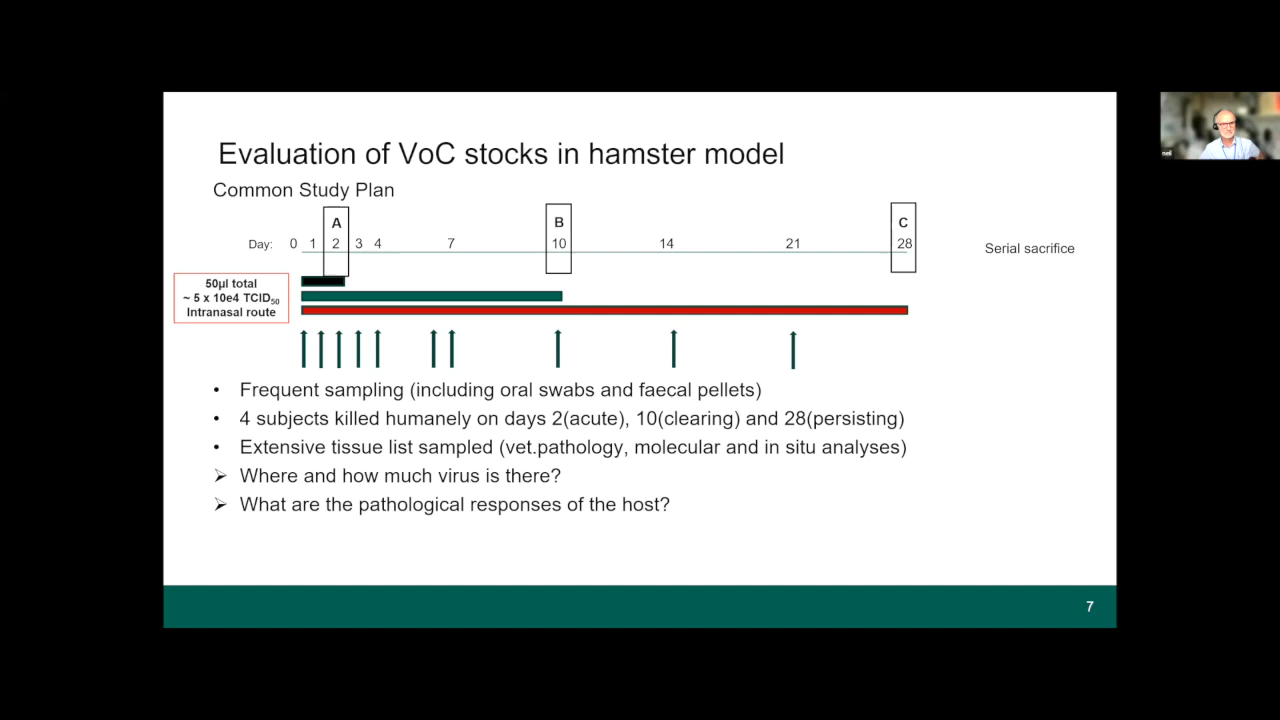 Evaluation of VoC stocks in hamster model
Common Study Plan
A B C
Day: 0 1 2 3 4 7 10 14 21 28
Serial sacrifice
50µl total
~ 5 x 10e4 TCID50
Intranasal route
• Frequent sampling (including oral swabs and faecal pellets)
• 4 subjects killed humanely on days 2(acute), 10(clearing) and 28(persisting)
• Extensive tissue list sampled (vet.pathology, molecular and in situ analyses)
➢ Where and how much virus is there?
➢ What are the pathological responses of the host?
7
neil